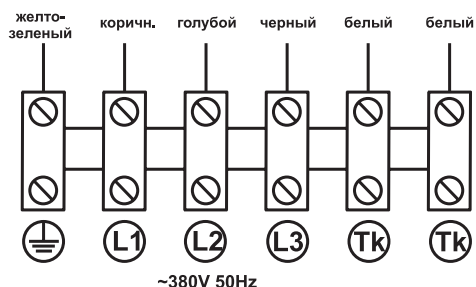 желто-
зеленый
коричн.
голубой
черный
белый
белый
L1
L2
L3
Tk
Tk
~380V 50Hz